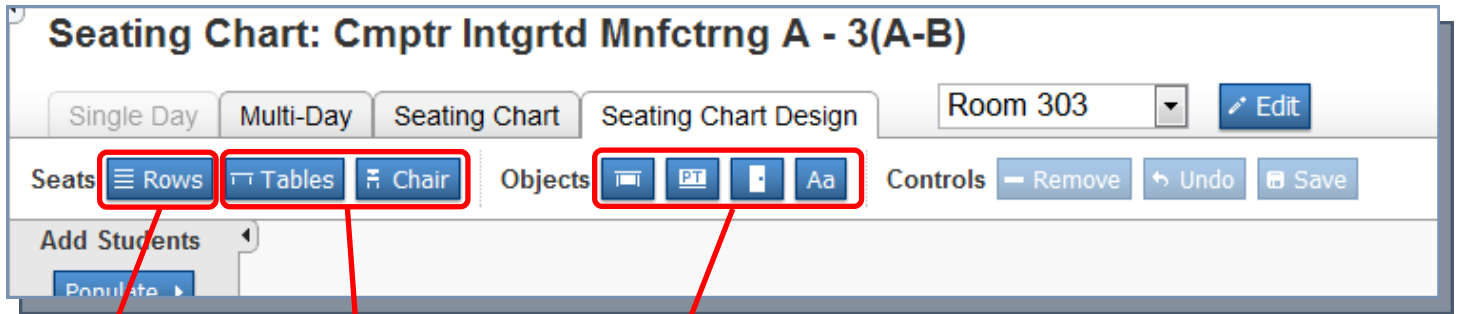 Seating Chart: Cmptr Intgrtd Mnfctrng A - 3(A-B)
Single Day Multi-Day Seating Chart Seating Chart Design Room 303 Edit
Seats Rows Tables Chair Objects PT Aa Controls Remove Undo Save
Add Students
Populate